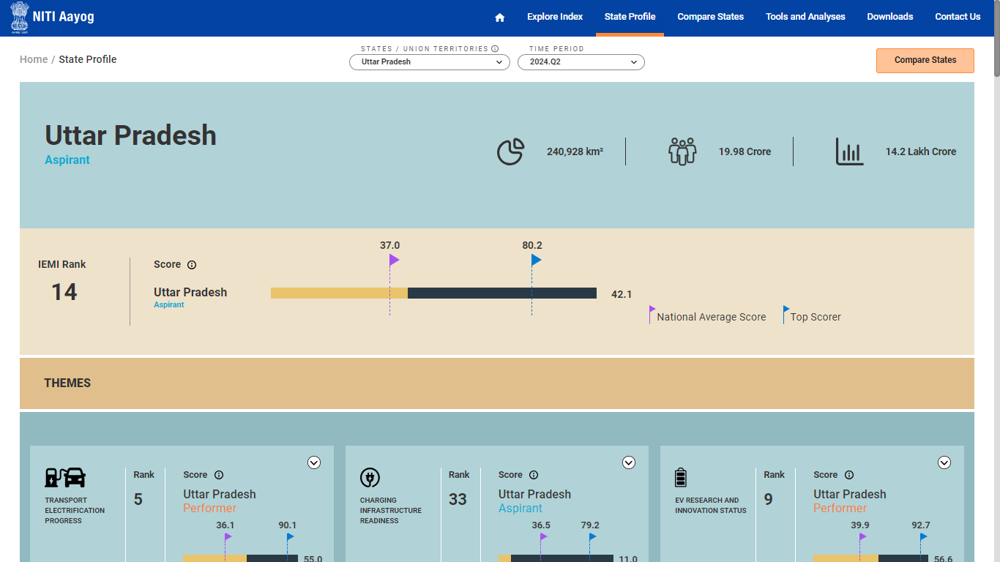 NITI Aayog
Explore Index State Profile Compare States Tools and Analyses Downloads Contact Us
Home / State Profile
STATES / UNION TERRITORIES
TIME PERIOD
Uttar Pradesh
2024.Q2
Compare States
Uttar Pradesh
Aspirant
240,928 km²
19.98 Crore
14.2 Lakh Crore
IEMI Rank
14
Score
37.0
80.2
Uttar Pradesh
Aspirant
42.1
National Average Score
Top Scorer
THEMES
TRANSPORT
ELECTRIFICATION
PROGRESS
Rank
5
Score
Uttar Pradesh
Performer
36.1
90.1
55.0
CHARGING
INFRASTRUCTURE
READINESS
Rank
33
Score
Uttar Pradesh
Aspirant
36.5
79.2
11.0
EV RESEARCH AND
INNOVATION STATUS
Rank
9
Score
Uttar Pradesh
Performer
39.9
92.7
56.6